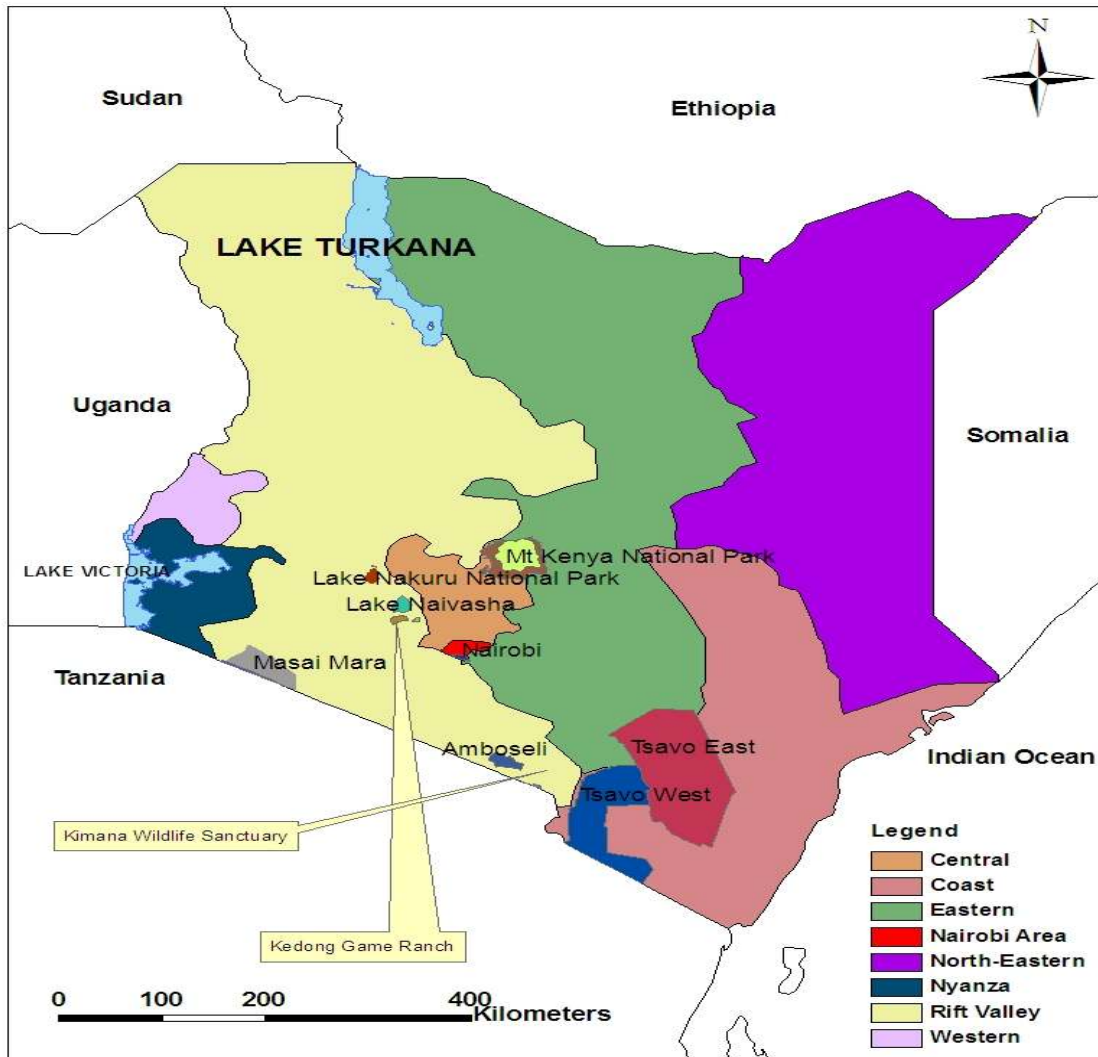 N
Sudan
Ethiopia
LAKE TURKANA
Uganda
Somalia
Mt Kenya National Park
LAKE VICTORIA
Lake Nakuru National Park
Lake Naivasha
Nairobi
Masai Mara
Tanzania
Amboseli
Tsavo East
Indian Ocean
Tsavo West
Kimana Wildlife Sanctuary
Kedong Game Ranch
Legend
Central
Coast
Eastern
Nairobi Area
North-Eastern
Nyanza
Rift Valley
Western
0 100 200 400
Kilometers